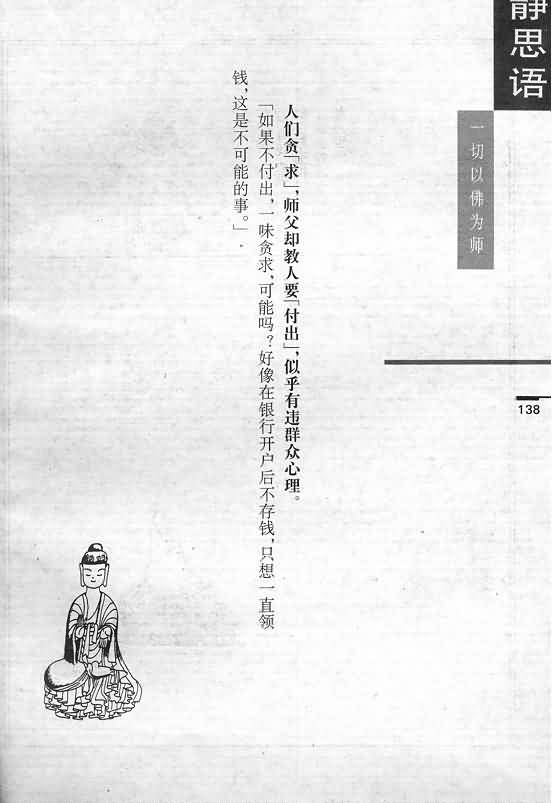 静思语
一切以佛为师
138
人们贪「求」,师父却教人要「付出」,似乎有违群众心理。
「如果不付出,一味贪求,可能吗?好像在银行开户后不存钱,只想一直领
钱,这是不可能的事。」